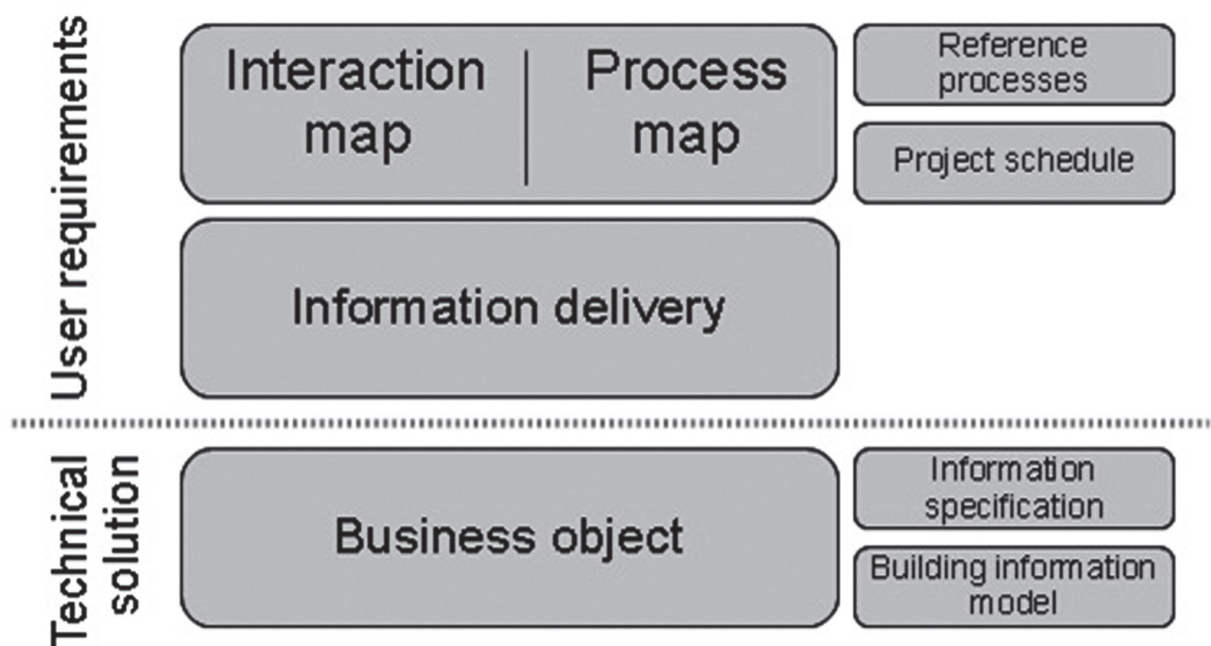 User requirements
Interaction
map
Process
map
Reference
processes
Project schedule
Information delivery
Technical
solution
Business object
Information
specification
Building information
model